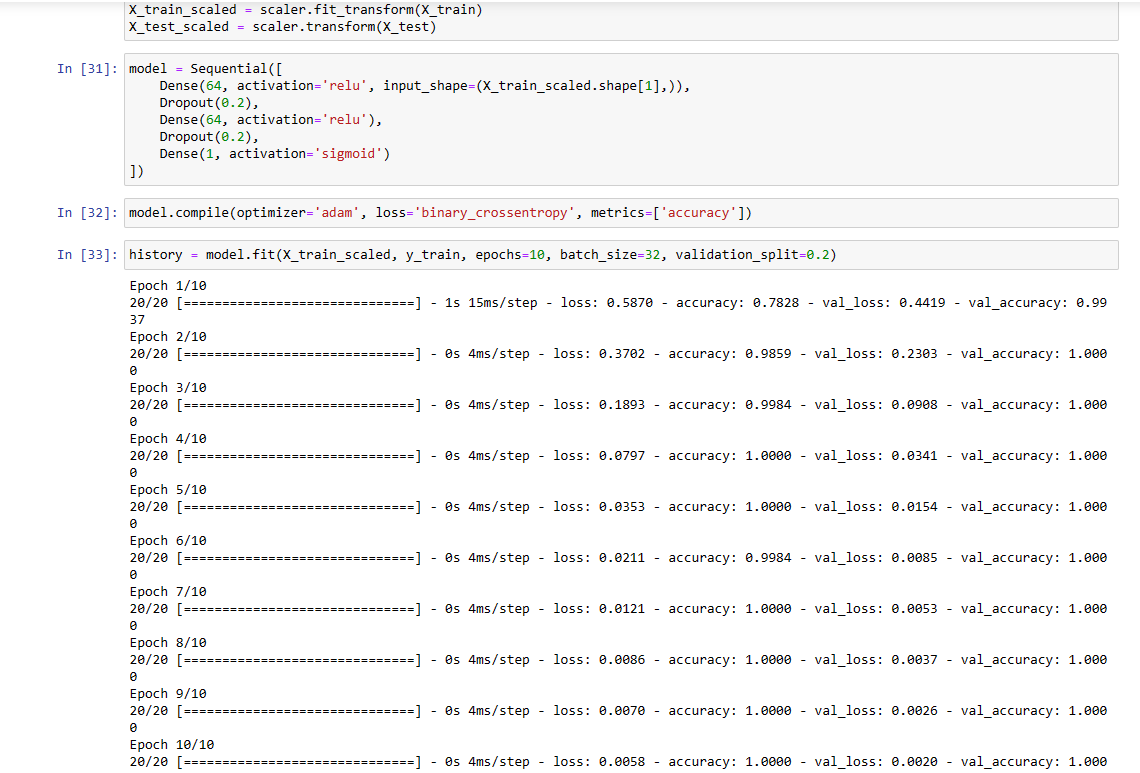 X_train_scaled = scaler.fit_transform(X_train)
X_test_scaled = scaler.transform(X_test)
In [31]: model = Sequential([
    Dense(64, activation='relu', input_shape=(X_train_scaled.shape[1],)),
    Dropout(0.2),
    Dense(64, activation='relu'),
    Dropout(0.2),
    Dense(1, activation='sigmoid')
])
In [32]: model.compile(optimizer='adam', loss='binary_crossentropy', metrics=['accuracy'])
In [33]: history = model.fit(X_train_scaled, y_train, epochs=10, batch_size=32, validation_split=0.2)
Epoch 1/10
20/20 [==============================] - 1s 15ms/step - loss: 0.5870 - accuracy: 0.7828 - val_loss: 0.4419 - val_accuracy: 0.99
37
Epoch 2/10
20/20 [==============================] - 0s 4ms/step - loss: 0.3702 - accuracy: 0.9859 - val_loss: 0.2303 - val_accuracy: 1.000
0
Epoch 3/10
20/20 [==============================] - 0s 4ms/step - loss: 0.1893 - accuracy: 0.9984 - val_loss: 0.0908 - val_accuracy: 1.000
0
Epoch 4/10
20/20 [==============================] - 0s 4ms/step - loss: 0.0797 - accuracy: 1.0000 - val_loss: 0.0341 - val_accuracy: 1.000
0
Epoch 5/10
20/20 [==============================] - 0s 4ms/step - loss: 0.0353 - accuracy: 1.0000 - val_loss: 0.0154 - val_accuracy: 1.000
0
Epoch 6/10
20/20 [==============================] - 0s 4ms/step - loss: 0.0211 - accuracy: 0.9984 - val_loss: 0.0085 - val_accuracy: 1.000
0
Epoch 7/10
20/20 [==============================] - 0s 4ms/step - loss: 0.0121 - accuracy: 1.0000 - val_loss: 0.0053 - val_accuracy: 1.000
0
Epoch 8/10
20/20 [==============================] - 0s 4ms/step - loss: 0.0086 - accuracy: 1.0000 - val_loss: 0.0037 - val_accuracy: 1.000
0
Epoch 9/10
20/20 [==============================] - 0s 4ms/step - loss: 0.0070 - accuracy: 1.0000 - val_loss: 0.0026 - val_accuracy: 1.000
0
Epoch 10/10
20/20 [==============================] - 0s 4ms/step - loss: 0.0058 - accuracy: 1.0000 - val_loss: 0.0020 - val_accuracy: 1.000